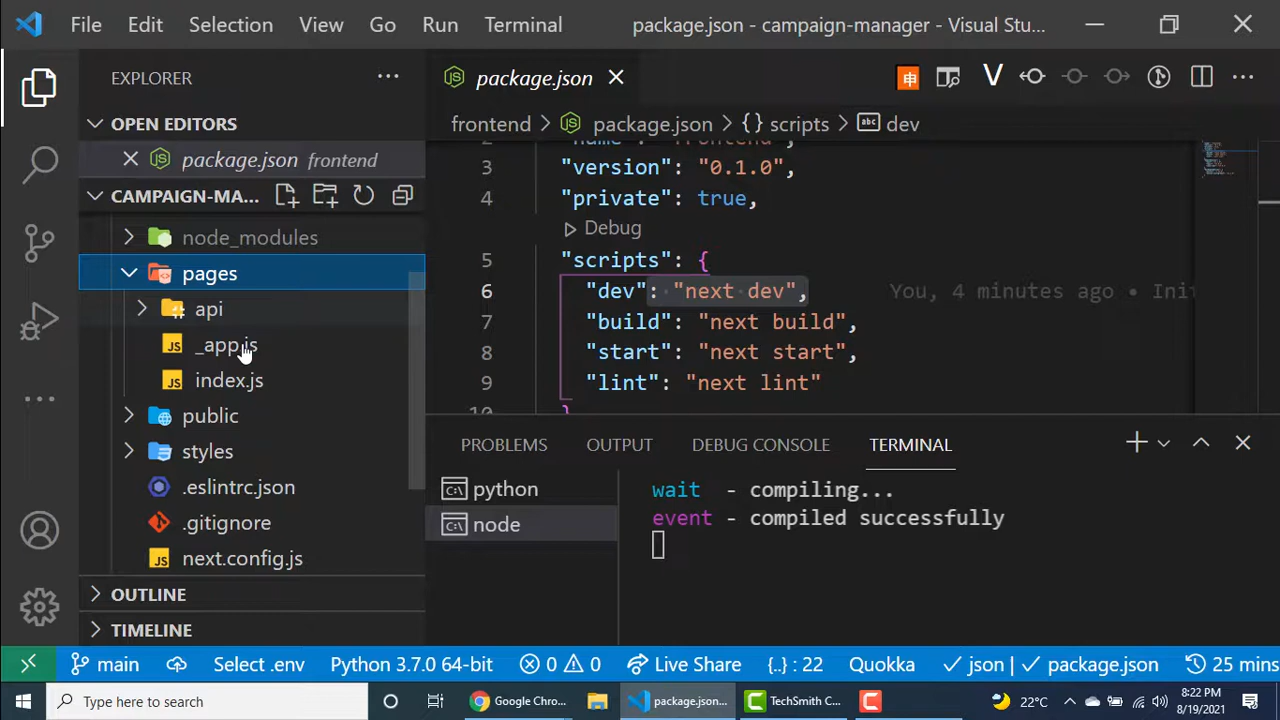 File Edit Selection View Go Run Terminal package.json - campaign-manager - Visual Stu...
EXPLORER ...
package.json
OPEN EDITORS
package.json frontend
frontend > package.json > {} scripts > abc dev
CAMPAIGN-MA...
node_modules
pages
api
_app.js
index.js
public
styles
.eslintrc.json
.gitignore
next.config.js
OUTLINE
TIMELINE
3 "version": "0.1.0",
4 "private": true,
Debug
5 "scripts": {
6 "dev": "next dev", You, 4 minutes ago • Ini
7 "build": "next build",
8 "start": "next start",
9 "lint": "next lint"
10 }
PROBLEMS OUTPUT DEBUG CONSOLE TERMINAL
python
node
wait - compiling...
event - compiled successfully
main Select .env Python 3.7.0 64-bit 0 0 Live Share {..} : 22 Quokka json | package.json 25 mins
Type here to search Google Chro... package.json... TechSmith C... 22°C 8:22 PM
8/19/2021